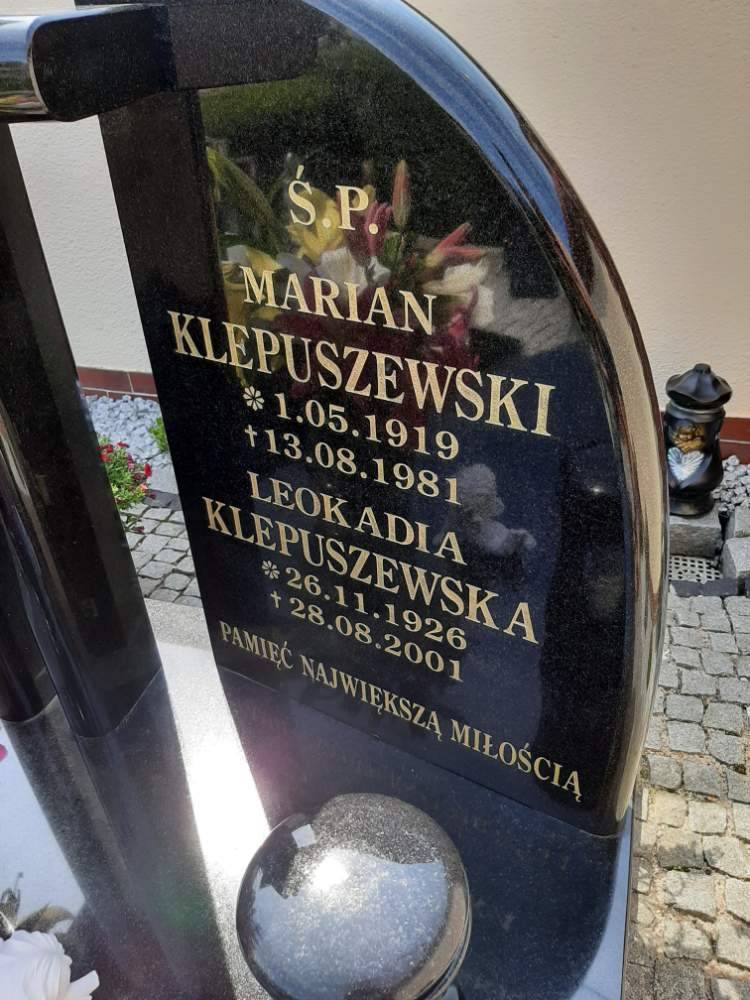 Ś.P.
MARIAN
KLEPUSZEWSKI
* 1.05.1919
† 13.08.1981
LEOKADIA
KLEPUSZEWSKA
* 26.11.1926
† 28.08.2001
PAMIĘĆ NAJWIĘKSZĄ MIŁOŚCIĄ